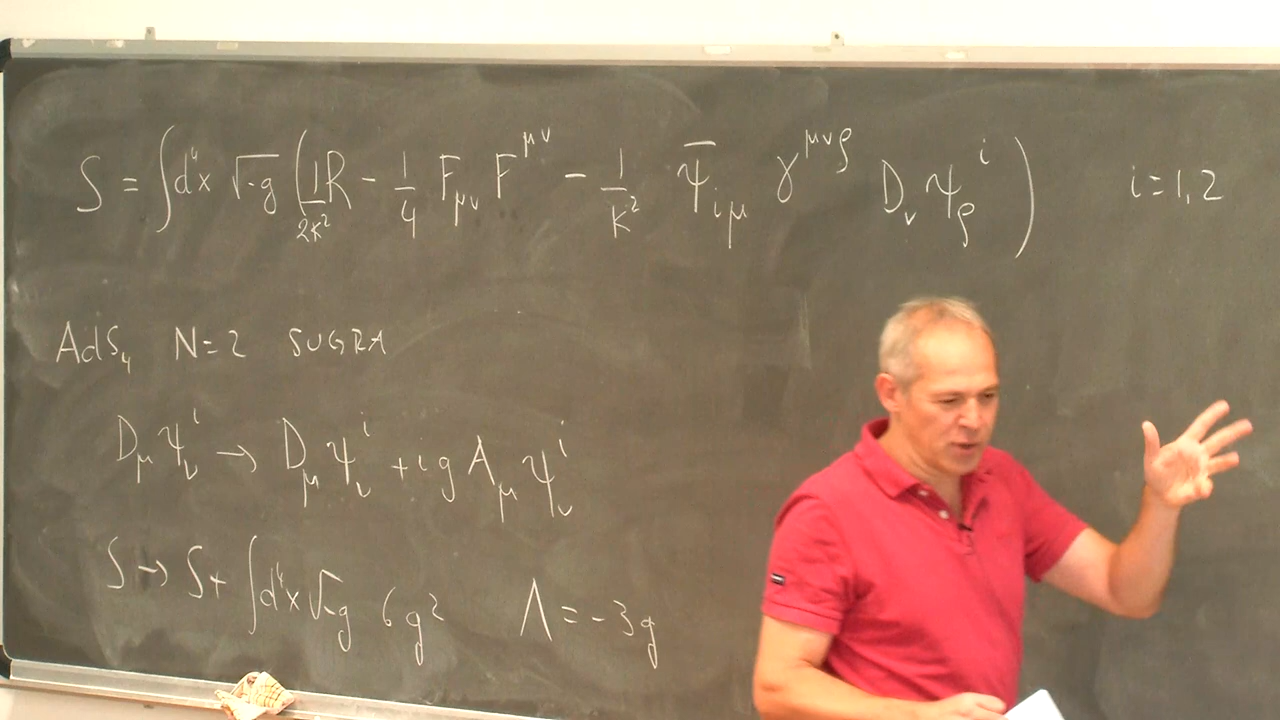 S = ∫d⁴x √-g (1/2κ² R - 1/4 F_μν F^μν - 1/κ² ψ̄_iμ γ^μνρ D_ν ψ_ρ^i) i=1,2
AdS₄ N=2 SUGRA
D_μ ψ_ν^i → D_μ ψ_ν^i + i g A_μ ψ_ν^i
S → S + ∫d⁴x √-g 6g² Λ = -3g